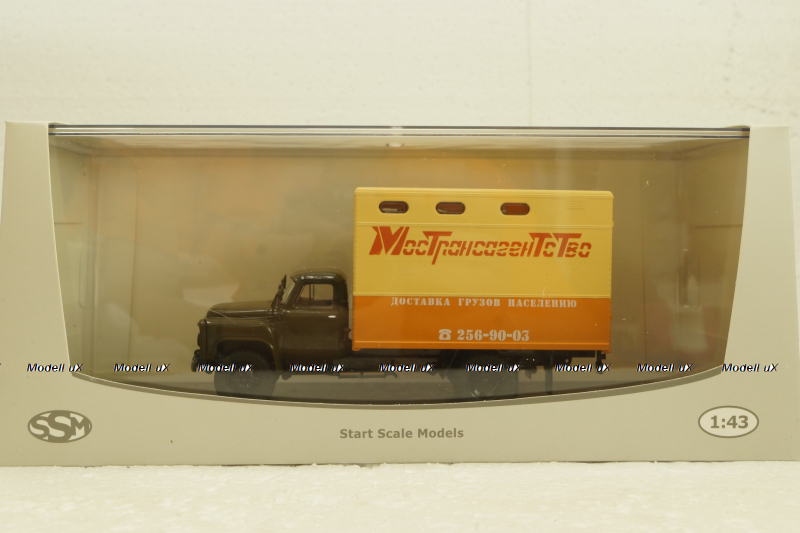 МосТрансагенТсТво
ДОСТАВКА ГРУЗОВ НАСЕЛЕНИЮ
☎ 256-90-03
Modell uX Modell uX Modell uX Modell uX Modell uX Modell uX Modell uX Modell uX Modell uX
SSM
Start Scale Models
1:43